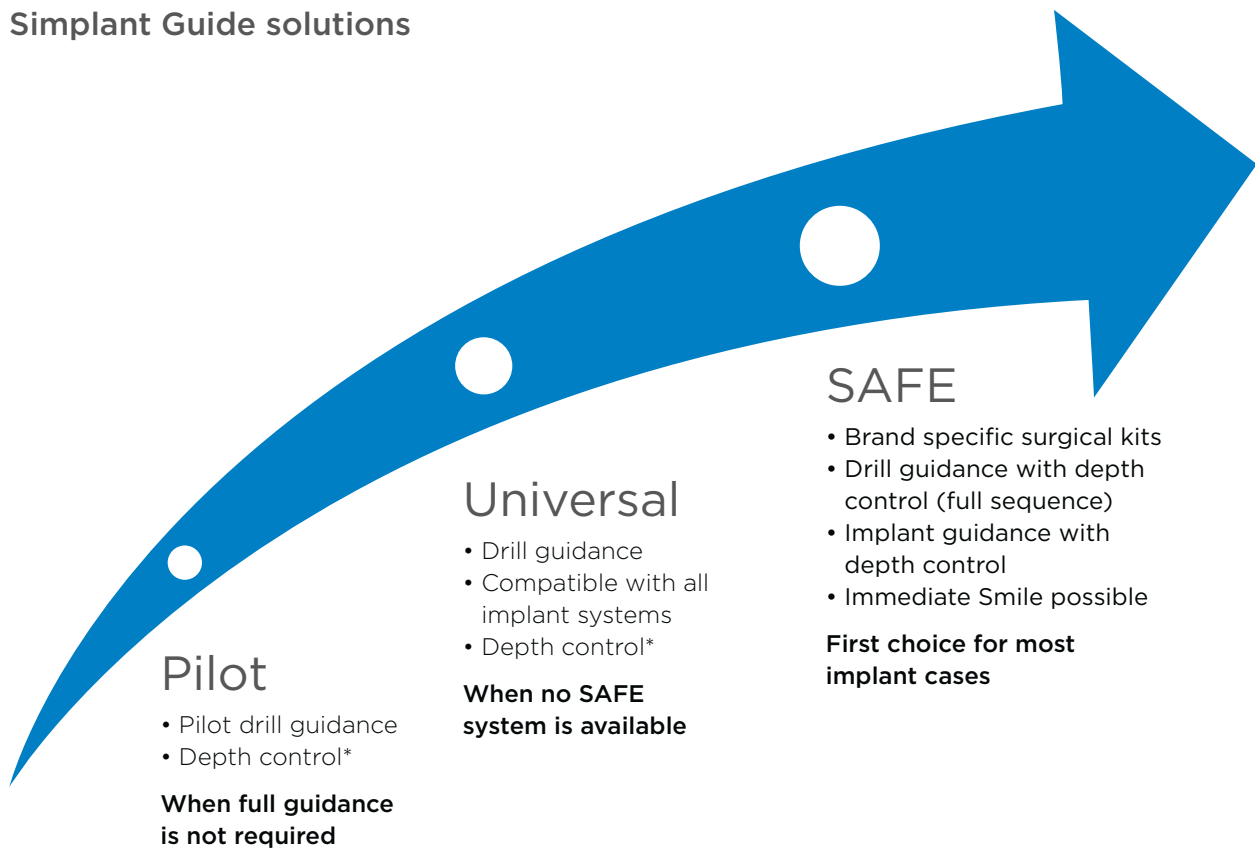 Simplant Guide solutions
Pilot
• Pilot drill guidance
• Depth control*
When full guidance
is not required
Universal
• Drill guidance
• Compatible with all
implant systems
• Depth control*
When no SAFE
system is available
SAFE
• Brand specific surgical kits
• Drill guidance with depth
control (full sequence)
• Implant guidance with
depth control
• Immediate Smile possible
First choice for most
implant cases